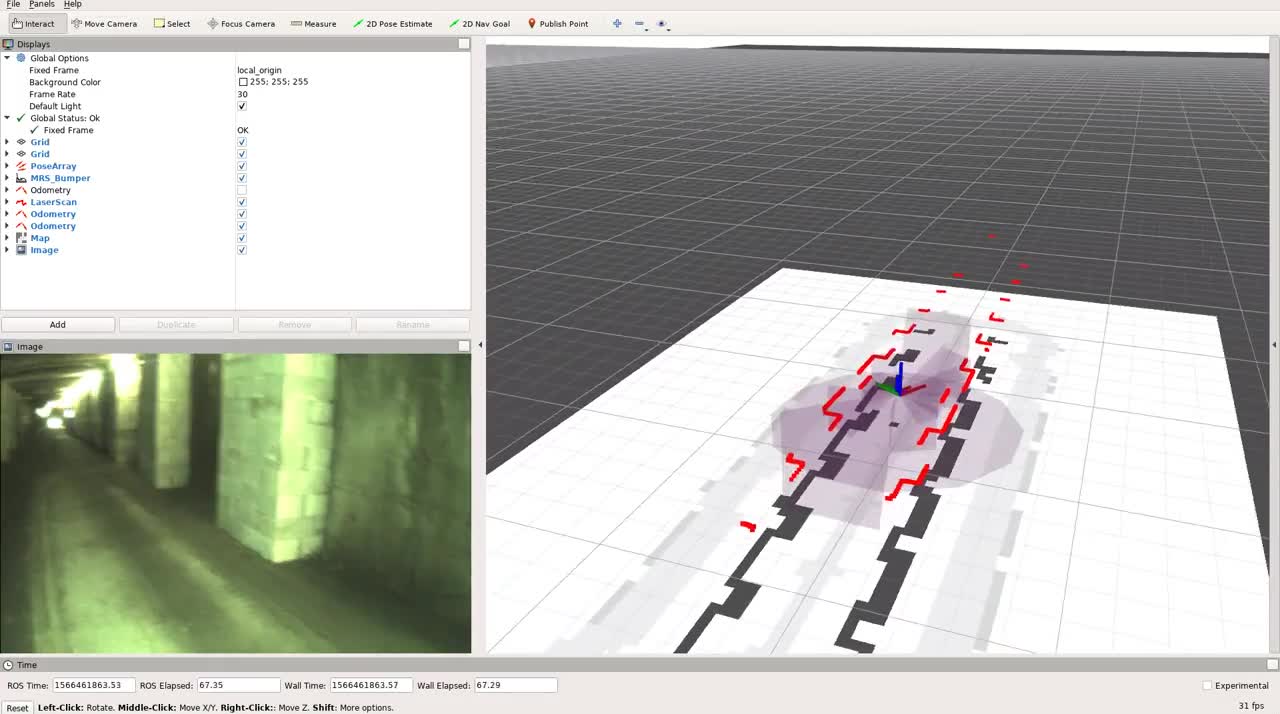 File Panels Help
Interact Move Camera Select Focus Camera Measure 2D Pose Estimate 2D Nav Goal Publish Point
Displays
Global Options
Fixed Frame local_origin
Background Color 255; 255; 255
Frame Rate 30
Default Light
Global Status: Ok
Fixed Frame OK
Grid
Grid
PoseArray
MRS_Bumper
Odometry
LaserScan
Odometry
Odometry
Map
Image
Add Duplicate Remove Rename
Image
Time
ROS Time: 1566461863.53 ROS Elapsed: 67.35 Wall Time: 1566461863.57 Wall Elapsed: 67.29 Experimental
Reset Left-Click: Rotate. Middle-Click: Move X/Y. Right-Click:: Move Z. Shift: More options. 31 fps